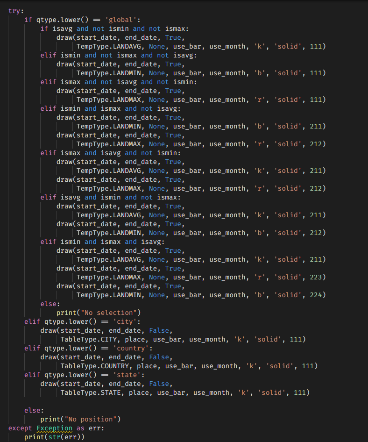 try:
    if qtype.lower() == 'global':
        if isavg and not ismin and not ismax:
            draw(start_date, end_date, True,
                TempType.LANDAVG, None, use_bar, use_month, 'k', 'solid', 111)
        elif ismin and not ismax and not isavg:
            draw(start_date, end_date, True,
                TempType.LANDMIN, None, use_bar, use_month, 'b', 'solid', 111)
        elif ismax and not isavg and not ismin:
            draw(start_date, end_date, True,
                TempType.LANDMAX, None, use_bar, use_month, 'r', 'solid', 111)
        elif ismin and ismax and not isavg:
            draw(start_date, end_date, True,
                TempType.LANDMIN, None, use_bar, use_month, 'b', 'solid', 211)
            draw(start_date, end_date, True,
                TempType.LANDMAX, None, use_bar, use_month, 'r', 'solid', 212)
        elif ismax and isavg and not ismin:
            draw(start_date, end_date, True,
                TempType.LANDAVG, None, use_bar, use_month, 'k', 'solid', 211)
            draw(start_date, end_date, True,
                TempType.LANDMAX, None, use_bar, use_month, 'r', 'solid', 212)
        elif isavg and ismin and not ismax:
            draw(start_date, end_date, True,
                TempType.LANDAVG, None, use_bar, use_month, 'k', 'solid', 211)
            draw(start_date, end_date, True,
                TempType.LANDMIN, None, use_bar, use_month, 'b', 'solid', 212)
        elif ismin and ismax and isavg:
            draw(start_date, end_date, True,
                TempType.LANDAVG, None, use_bar, use_month, 'k', 'solid', 211)
            draw(start_date, end_date, True,
                TempType.LANDMAX, None, use_bar, use_month, 'r', 'solid', 223)
            draw(start_date, end_date, True,
                TempType.LANDMIN, None, use_bar, use_month, 'b', 'solid', 224)
        else:
            print("No selection")
    elif qtype.lower() == 'city':
        draw(start_date, end_date, False,
            TableType.CITY, place, use_bar, use_month, 'k', 'solid', 111)
    elif qtype.lower() == 'country':
        draw(start_date, end_date, False,
            TableType.COUNTRY, place, use_bar, use_month, 'k', 'solid', 111)
    elif qtype.lower() == 'state':
        draw(start_date, end_date, False,
            TableType.STATE, place, use_bar, use_month, 'k', 'solid', 111)
    else:
        print("No position")
except Exception as err:
    print(str(err))